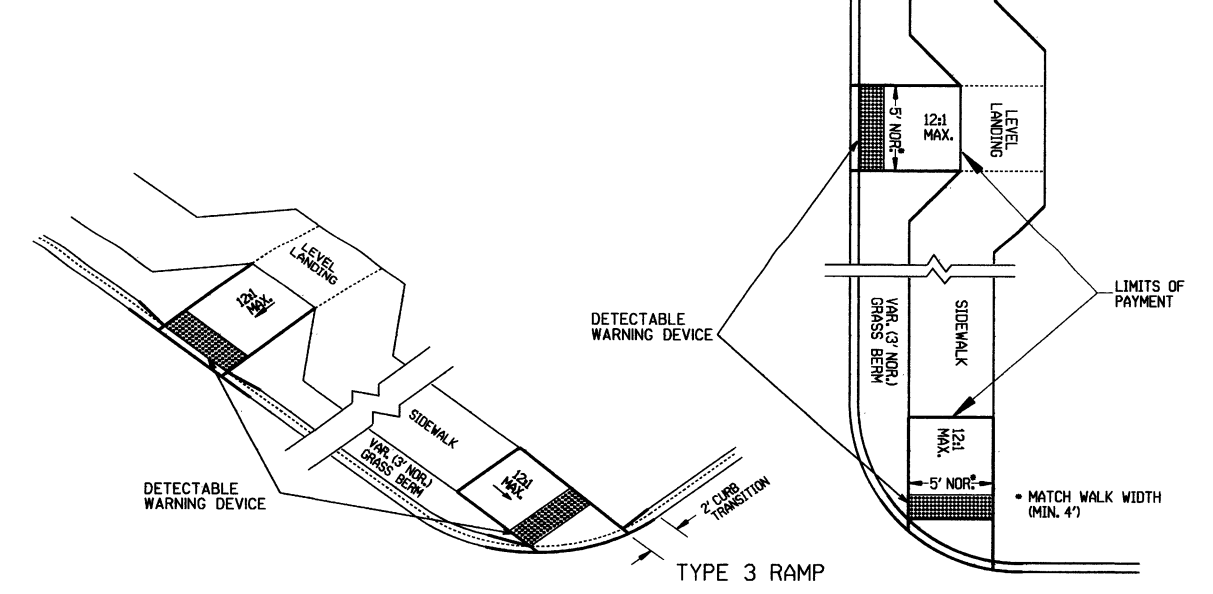 LEVEL
LANDING
12:1
MAX.
DETECTABLE
WARNING DEVICE
SIDEWALK
VAR. (3' NOR.)
GRASS BERM
12:1
MAX.
2' CURB
TRANSITION
TYPE 3 RAMP
5' NOR.*
12:1
MAX.
LEVEL
LANDING
DETECTABLE
WARNING DEVICE
LIMITS OF
PAYMENT
VAR. (3' NOR.)
GRASS BERM
SIDEWALK
12:1
MAX.
5' NOR.*
* MATCH WALK WIDTH
(MIN. 4')